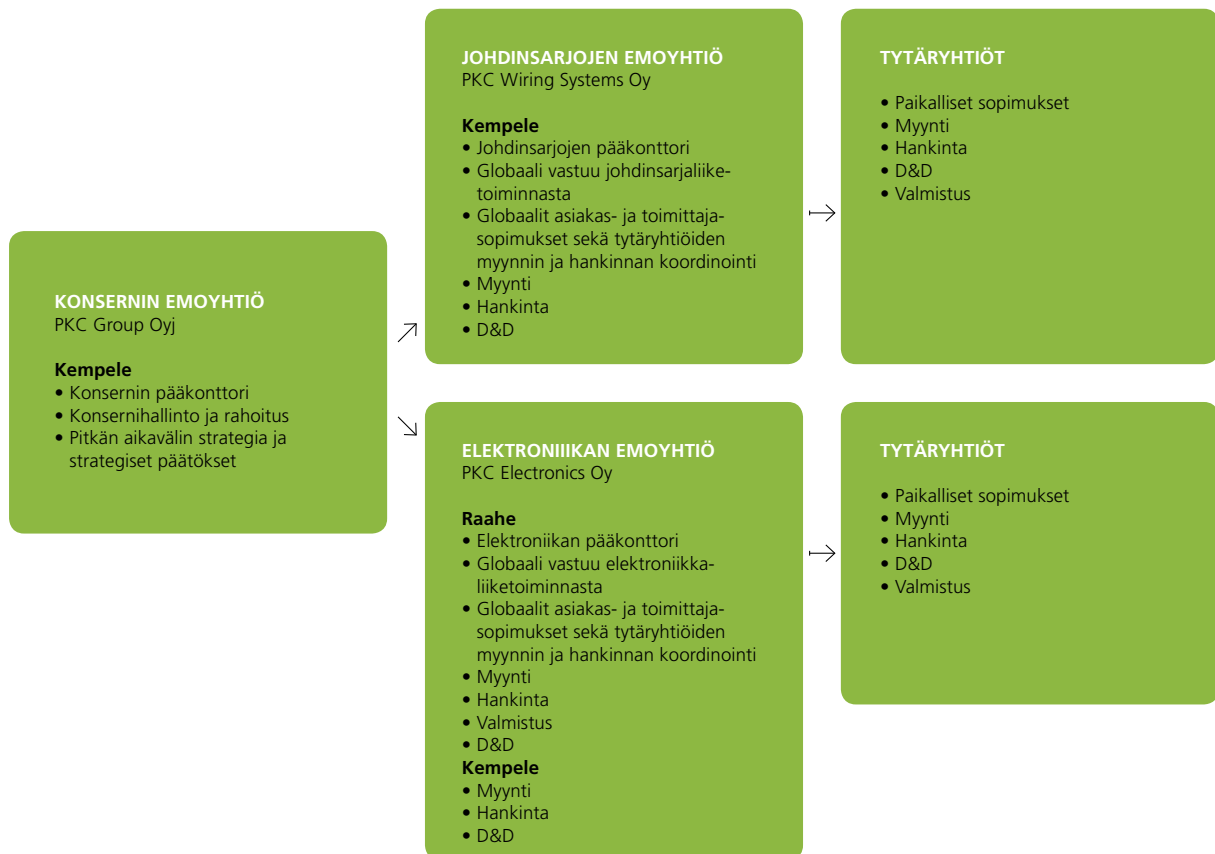 KONSERNIN EMOYHTIÖ
PKC Group Oyj
Kempele
• Konsernin pääkonttori
• Konsernihallinto ja rahoitus
• Pitkän aikavälin strategia ja
strategiset päätökset
JOHDINSARJOJEN EMOYHTIÖ
PKC Wiring Systems Oy
Kempele
• Johdinsarjojen pääkonttori
• Globaali vastuu johdinsarjaliike-
toiminnasta
• Globaalit asiakas- ja toimittaja-
sopimukset sekä tytäryhtiöiden
myynnin ja hankinnan koordinointi
• Myynti
• Hankinta
• D&D
TYTÄRYHTIÖT
• Paikalliset sopimukset
• Myynti
• Hankinta
• D&D
• Valmistus
ELEKTRONIIIKAN EMOYHTIÖ
PKC Electronics Oy
Raahe
• Elektroniikan pääkonttori
• Globaali vastuu elektroniikka-
liiketoiminnasta
• Globaalit asiakas- ja toimittaja-
sopimukset sekä tytäryhtiöiden
myynnin ja hankinnan koordinointi
• Myynti
• Hankinta
• Valmistus
• D&D
Kempele
• Myynti
• Hankinta
• D&D
TYTÄRYHTIÖT
• Paikalliset sopimukset
• Myynti
• Hankinta
• D&D
• Valmistus